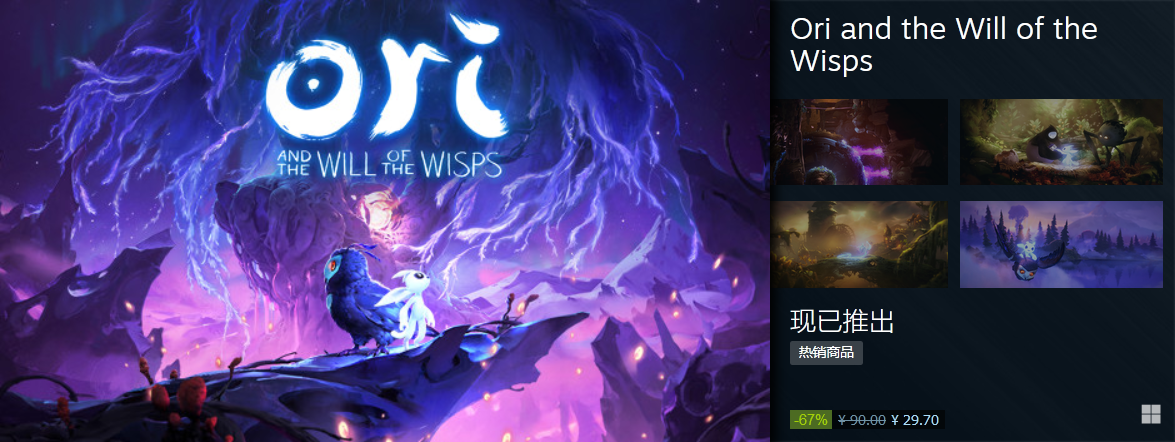 ori
AND THE WILL OF THE WISPS
Ori and the Will of the
Wisps
现已推出
热销商品
-67% ¥ 90.00 ¥ 29.70